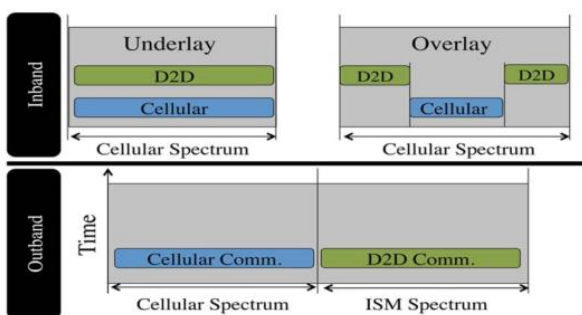 Inband
Underlay
D2D
Cellular
Cellular Spectrum
Overlay
D2D
D2D
Cellular
Cellular Spectrum
Outband
Time
Cellular Comm.
D2D Comm.
Cellular Spectrum
ISM Spectrum